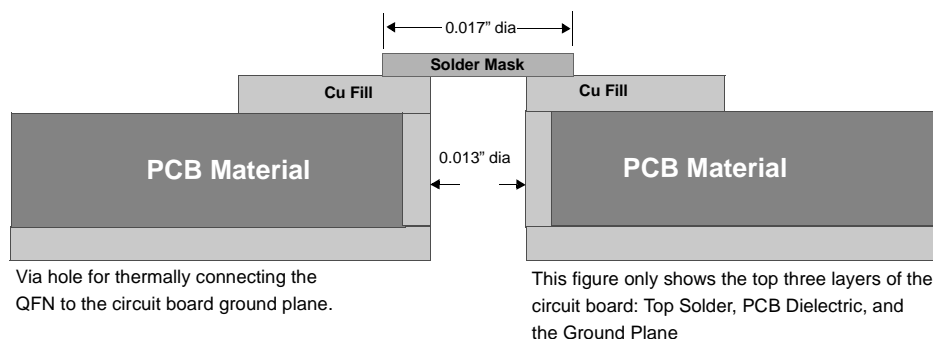 0.017” dia
Solder Mask
Cu Fill
Cu Fill
PCB Material
0.013” dia
PCB Material
Via hole for thermally connecting the
QFN to the circuit board ground plane.
This figure only shows the top three layers of the
circuit board: Top Solder, PCB Dielectric, and
the Ground Plane